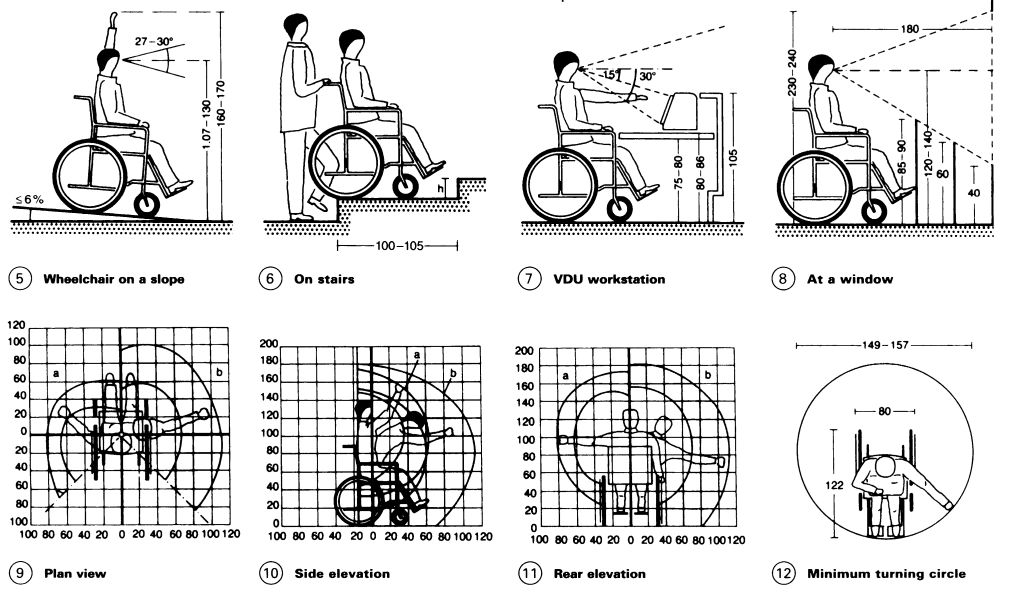 27–30°
1.07–130
160–170
≤6%
⑤ Wheelchair on a slope
h
100–105
⑥ On stairs
15°
30°
75–80
80–86
105
⑦ VDU workstation
180
230–240
85–90
120–140
60
40
⑧ At a window
120
100
80
60
40
20
0
20
40
60
80
100
a
b
100 80 60 40 20 0 20 40 60 80 100 120
⑨ Plan view
200
180
160
140
120
100
80
60
40
20
0
a
b
100 80 60 40 20 0 20 40 60 80 100 120
⑩ Side elevation
200
180
160
140
120
100
80
60
40
20
0
a
b
100 80 60 40 20 0 20 40 60 80 100 120
⑪ Rear elevation
149–157
80
122
⑫ Minimum turning circle